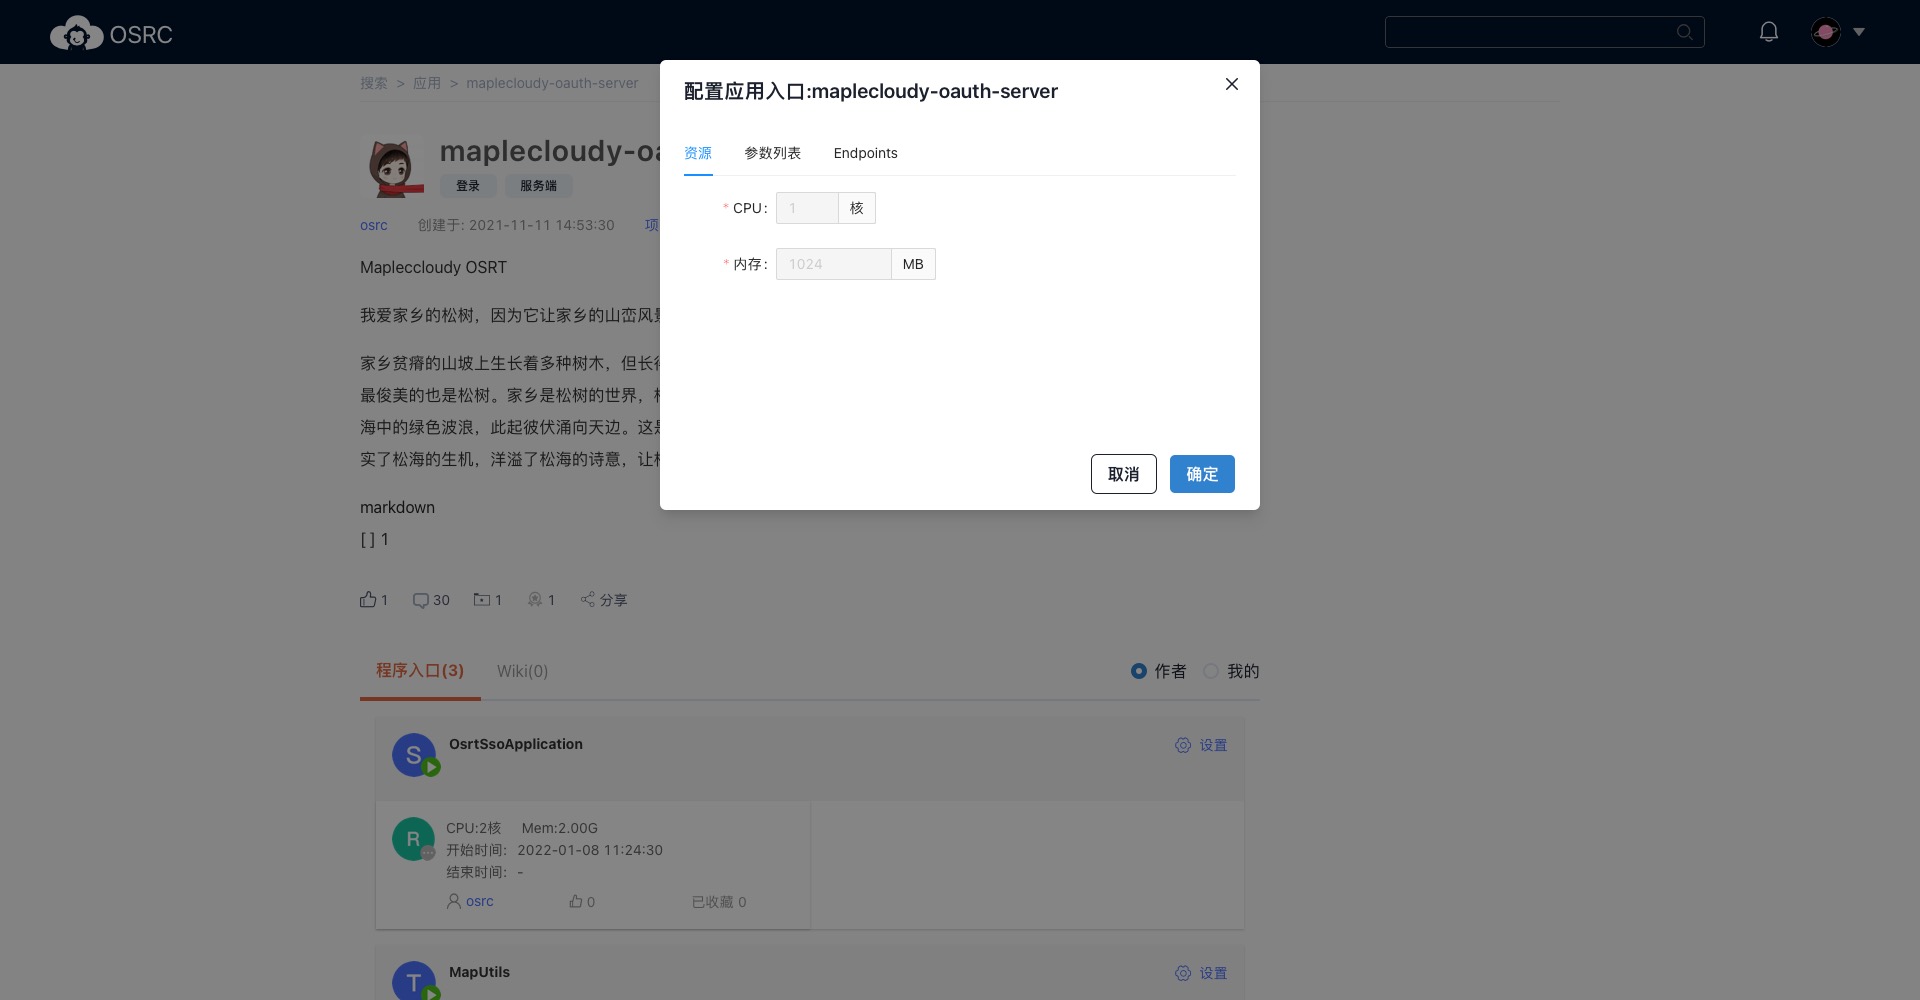 OSRC
搜索 > 应用 > maplecloudy-oauth-server
配置应用入口:maplecloudy-oauth-server
资源 参数列表 Endpoints
* CPU: 1 核
* 内存: 1024 MB
取消 确定
maplecloudy-oa
登录 服务端
osrc 创建于: 2021-11-11 14:53:30 项
Mapleccloudy OSRT
我爱家乡的松树，因为它让家乡的山峦风景
家乡贫瘠的山坡上生长着多种树木，但长得
最俊美的也是松树。家乡是松树的世界，松
海中的绿色波浪，此起彼伏涌向天边。这是
实了松海的生机，洋溢了松海的诗意，让松
markdown
[ ] 1
1 30 1 1 分享
程序入口(3) Wiki(0) 作者 我的
S OsrtSsoApplication 设置
R CPU:2核 Mem:2.00G
开始时间: 2022-01-08 11:24:30
结束时间: -
osrc 0 已收藏 0
T MapUtils 设置